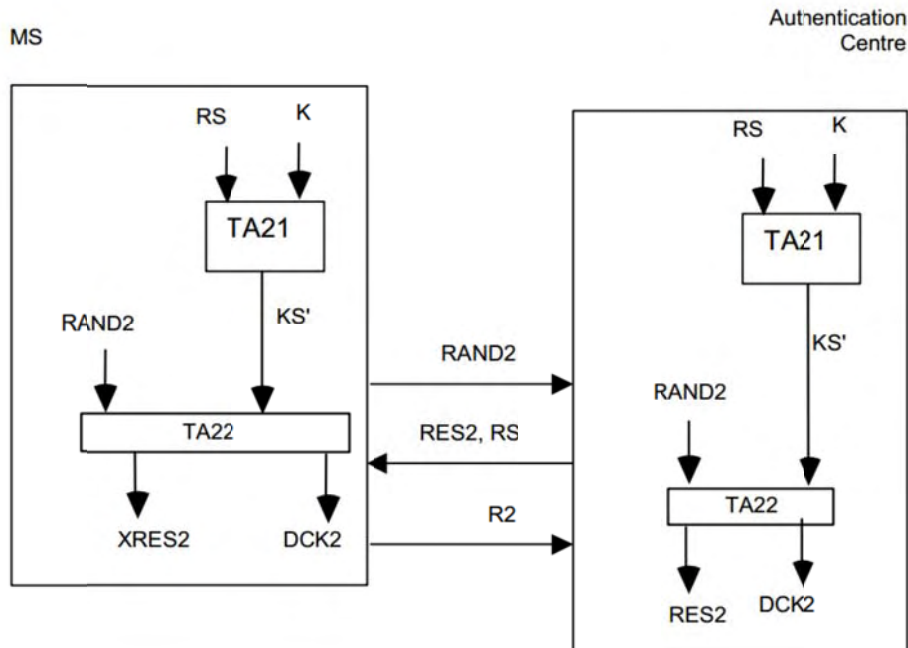 MS
Authentication
Centre
RS
K
TA21
KS'
RAND2
TA22
XRES2
DCK2
RAND2
RES2, RS
R2
RS
K
TA21
KS'
RAND2
TA22
RES2
DCK2